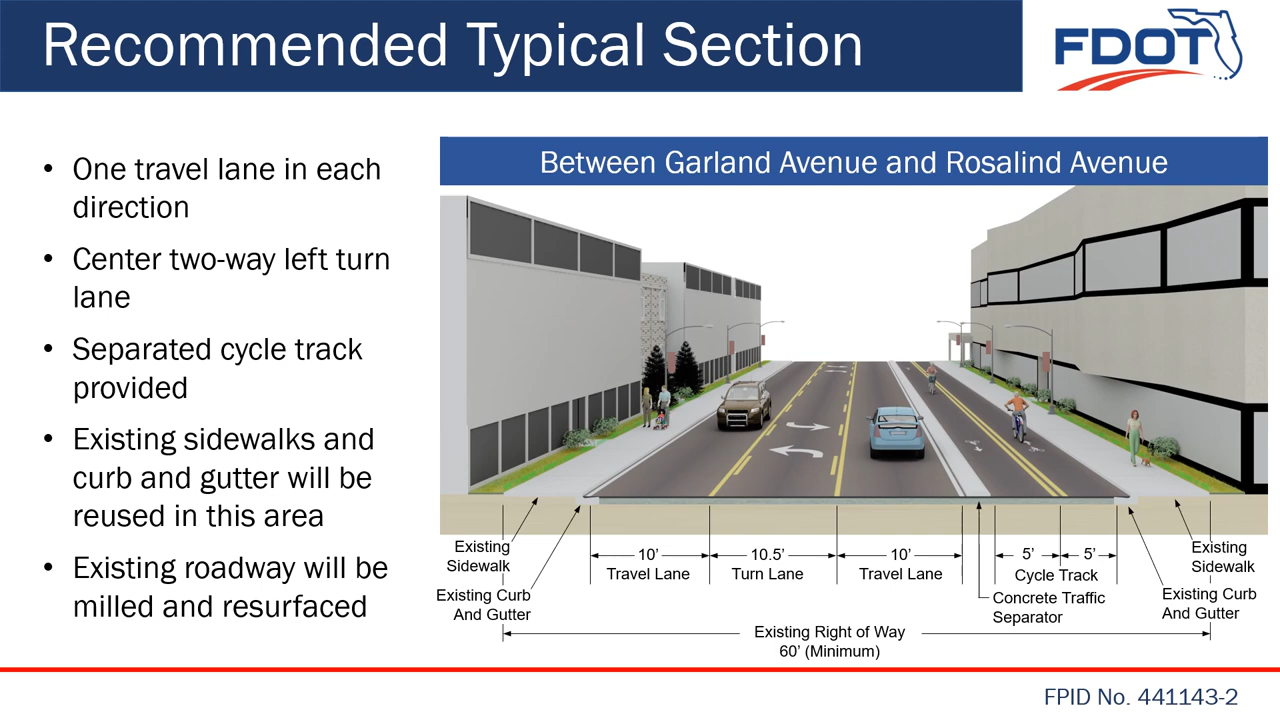 Recommended Typical Section
FDOT
• One travel lane in each
direction
• Center two-way left turn
lane
• Separated cycle track
provided
• Existing sidewalks and
curb and gutter will be
reused in this area
• Existing roadway will be
milled and resurfaced
Between Garland Avenue and Rosalind Avenue
Existing
Sidewalk
Existing Curb
And Gutter
10’
Travel Lane
10.5’
Turn Lane
10’
Travel Lane
5’
5’
Cycle Track
Concrete Traffic
Separator
Existing
Sidewalk
Existing Curb
And Gutter
Existing Right of Way
60’ (Minimum)
FPID No. 441143-2